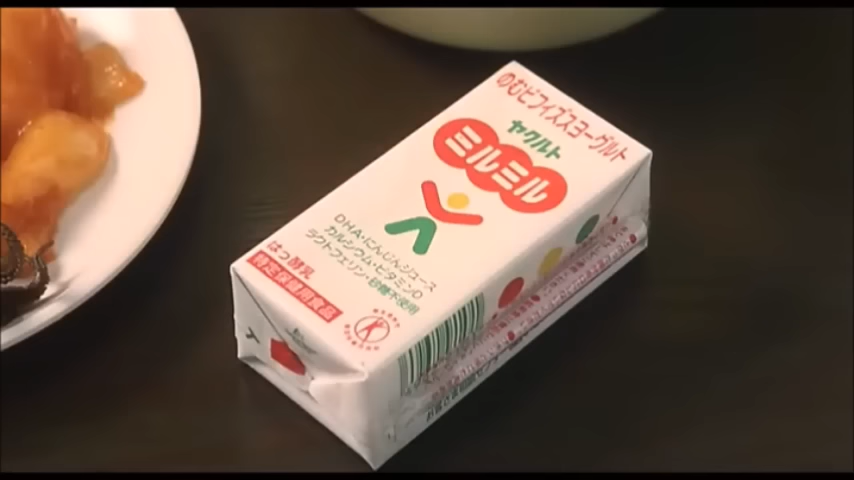 のむビフィズスヨーグルト
ヤクルト
ミルミル
DHA・にんじんジュース
カルシウム・ビタミンD
ラクトフェリン・砂糖不使用
はっ酵乳
特定保健用食品